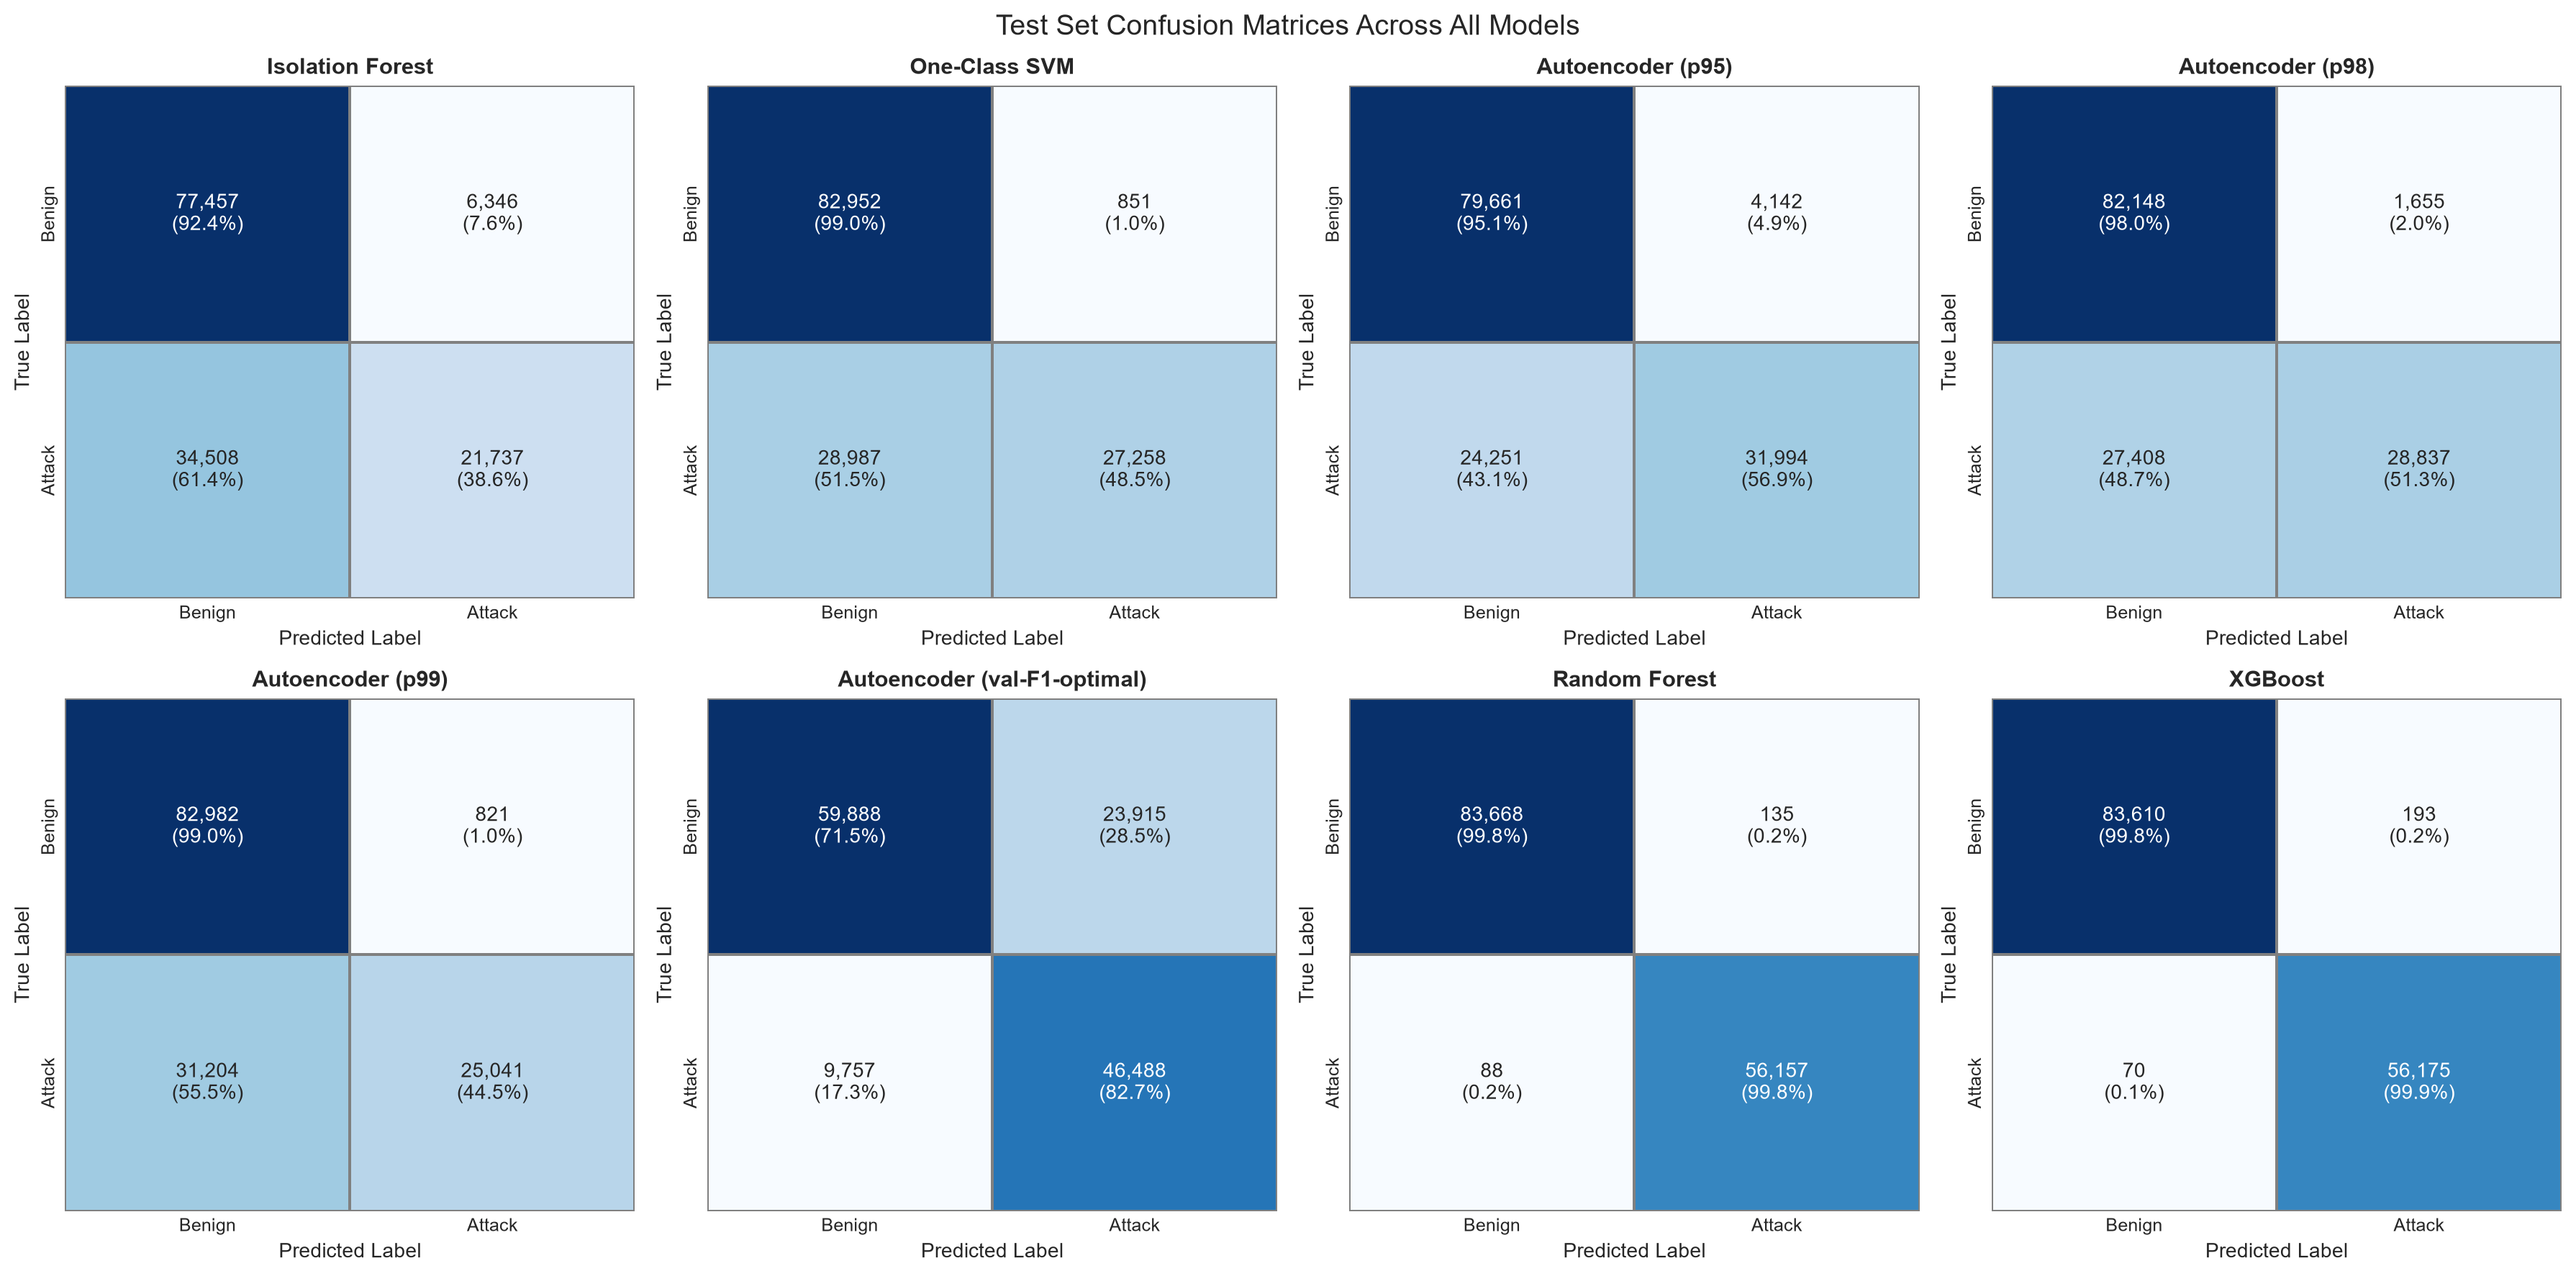 Test Set Confusion Matrices Across All Models
Isolation Forest
True Label
Benign
77,457
(92.4%)
6,346
(7.6%)
Attack
34,508
(61.4%)
21,737
(38.6%)
Benign
Attack
Predicted Label
One-Class SVM
True Label
Benign
82,952
(99.0%)
851
(1.0%)
Attack
28,987
(51.5%)
27,258
(48.5%)
Benign
Attack
Predicted Label
Autoencoder (p95)
True Label
Benign
79,661
(95.1%)
4,142
(4.9%)
Attack
24,251
(43.1%)
31,994
(56.9%)
Benign
Attack
Predicted Label
Autoencoder (p98)
True Label
Benign
82,148
(98.0%)
1,655
(2.0%)
Attack
27,408
(48.7%)
28,837
(51.3%)
Benign
Attack
Predicted Label
Autoencoder (p99)
True Label
Benign
82,982
(99.0%)
821
(1.0%)
Attack
31,204
(55.5%)
25,041
(44.5%)
Benign
Attack
Predicted Label
Autoencoder (val-F1-optimal)
True Label
Benign
59,888
(71.5%)
23,915
(28.5%)
Attack
9,757
(17.3%)
46,488
(82.7%)
Benign
Attack
Predicted Label
Random Forest
True Label
Benign
83,668
(99.8%)
135
(0.2%)
Attack
88
(0.2%)
56,157
(99.8%)
Benign
Attack
Predicted Label
XGBoost
True Label
Benign
83,610
(99.8%)
193
(0.2%)
Attack
70
(0.1%)
56,175
(99.9%)
Benign
Attack
Predicted Label